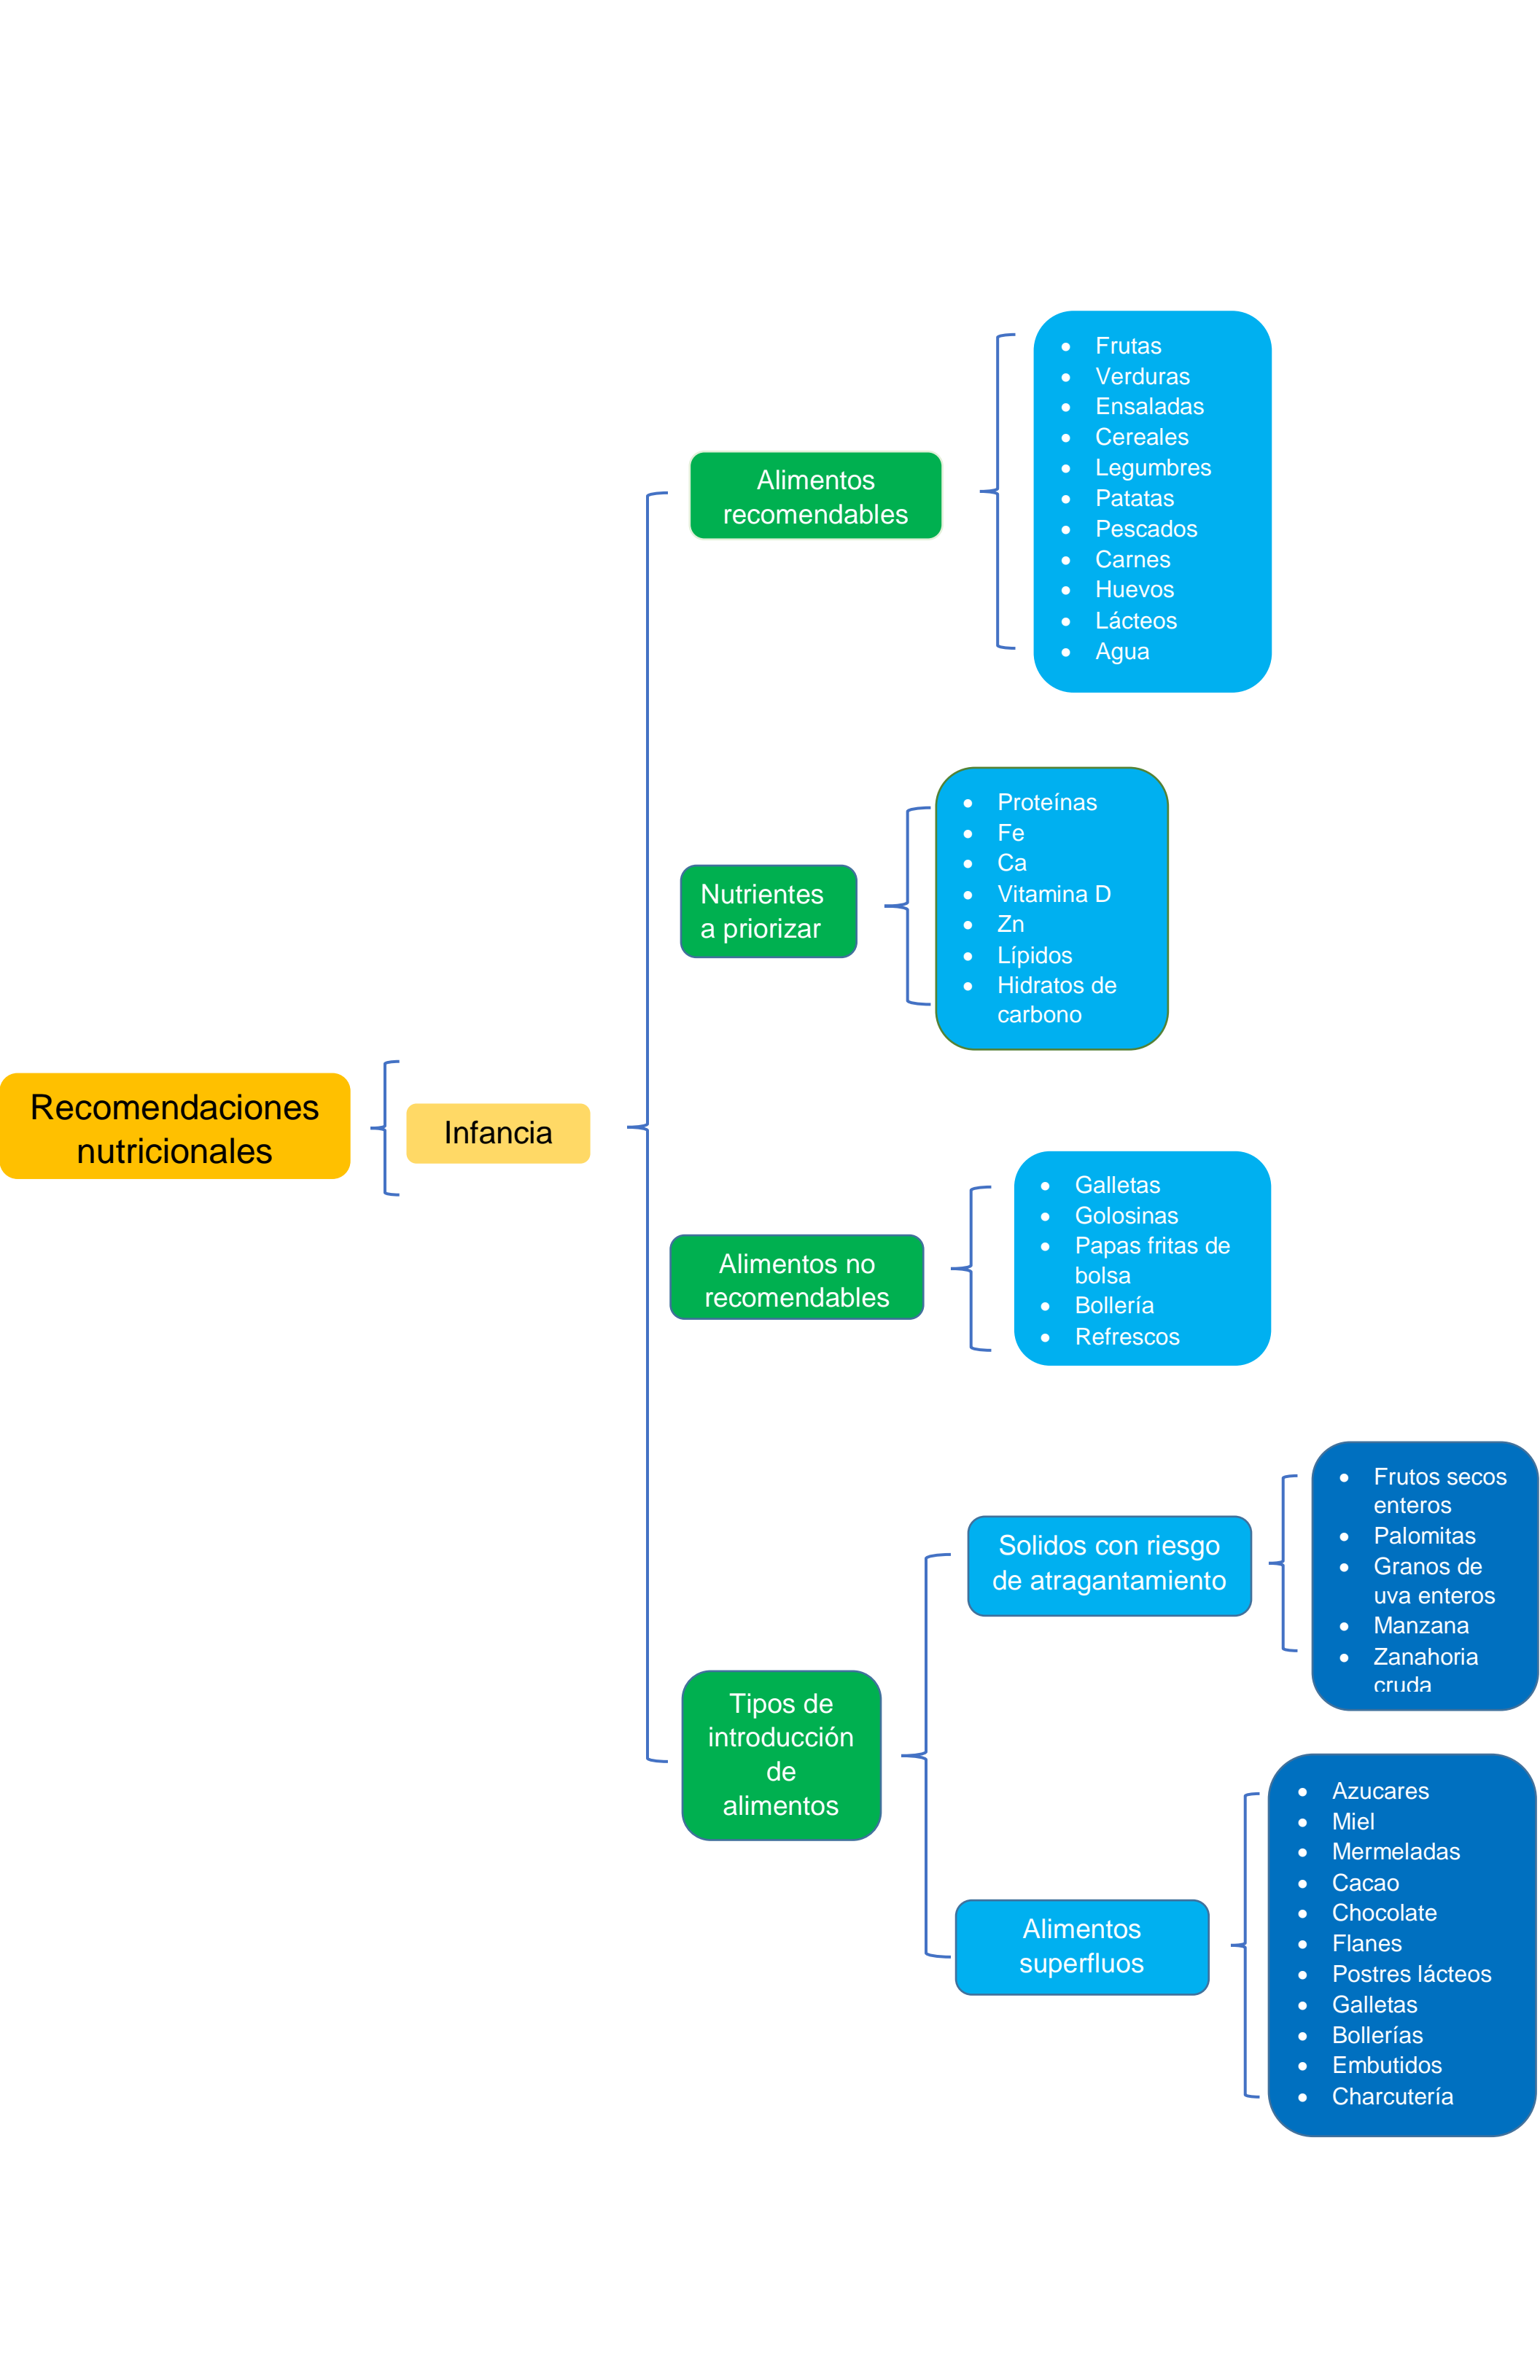 Recomendaciones
nutricionales
Infancia
Alimentos
recomendables
• Frutas
• Verduras
• Ensaladas
• Cereales
• Legumbres
• Patatas
• Pescados
• Carnes
• Huevos
• Lácteos
• Agua
Nutrientes
a priorizar
• Proteínas
• Fe
• Ca
• Vitamina D
• Zn
• Lípidos
• Hidratos de
carbono
Alimentos no
recomendables
• Galletas
• Golosinas
• Papas fritas de
bolsa
• Bollería
• Refrescos
Tipos de
introducción
de
alimentos
Solidos con riesgo
de atragantamiento
• Frutos secos
enteros
• Palomitas
• Granos de
uva enteros
• Manzana
• Zanahoria
cruda
Alimentos
superfluos
• Azucares
• Miel
• Mermeladas
• Cacao
• Chocolate
• Flanes
• Postres lácteos
• Galletas
• Bollerías
• Embutidos
• Charcutería